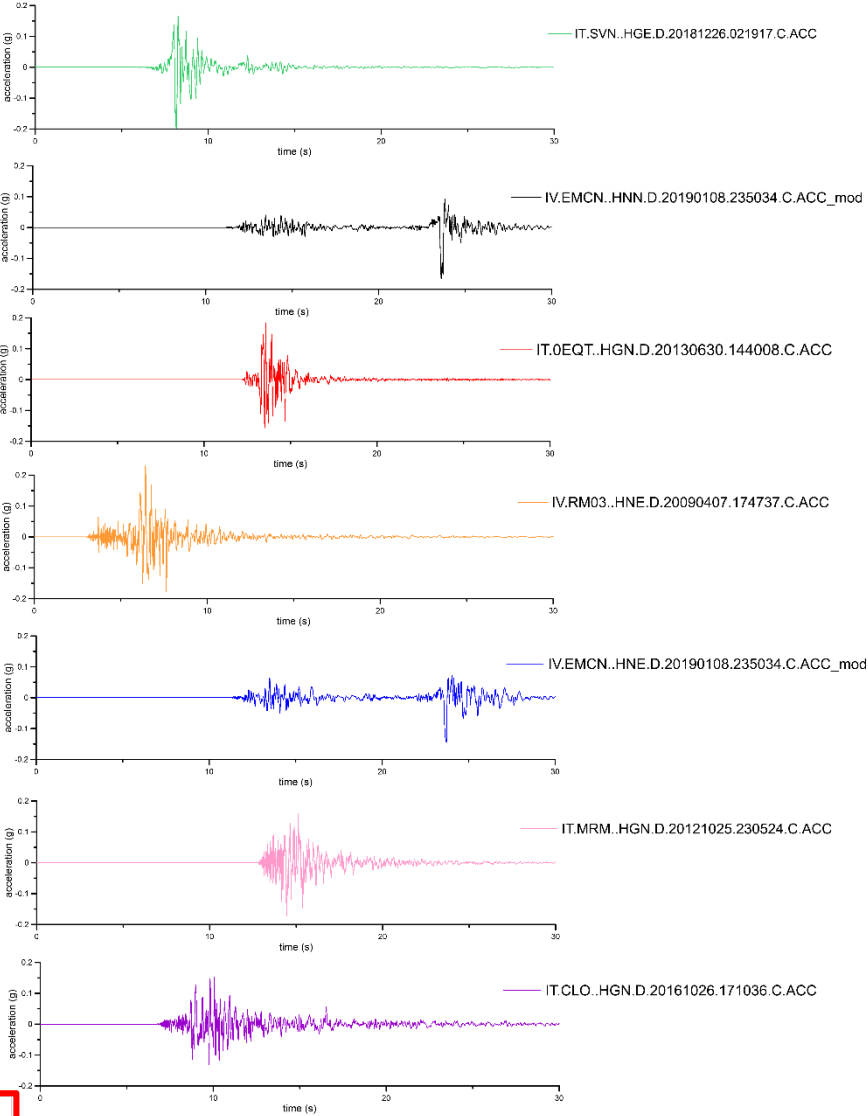 0.2
0.1
0
-0.1
-0.2
acceleration (g)
IT.SVN..HGE.D.20181226.021917.C.ACC
0 10 20 30
time (s)
0.2
0.1
0
-0.1
-0.2
acceleration (g)
IV.EMCN..HNN.D.20190108.235034.C.ACC_mod
0 10 20 30
time (s)
0.2
0.1
0
-0.1
-0.2
acceleration (g)
IT.0EQT..HGN.D.20130630.144008.C.ACC
0 10 20 30
time (s)
0.2
0.1
0
-0.1
-0.2
acceleration (g)
IV.RM03..HNE.D.20090407.174737.C.ACC
0 10 20 30
time (s)
0.2
0.1
0
-0.1
-0.2
acceleration (g)
IV.EMCN..HNE.D.20190108.235034.C.ACC_mod
0 10 20 30
time (s)
0.2
0.1
0
-0.1
-0.2
acceleration (g)
IT.MRM..HGN.D.20121025.230524.C.ACC
0 10 20 30
time (s)
0.2
0.1
0
-0.1
-0.2
acceleration (g)
IT.CLO..HGN.D.20161026.171036.C.ACC
0 10 20 30
time (s)